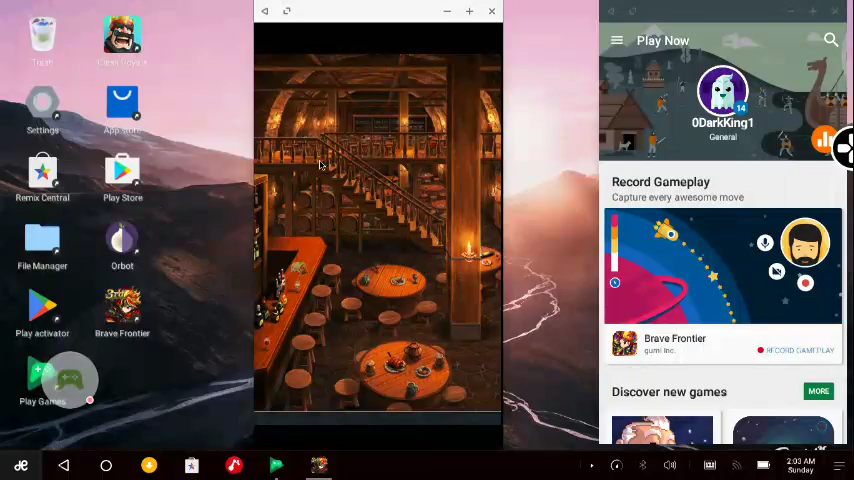 Trash
Clash Royale
Settings
App store
Remix Central
Play Store
File Manager
Orbot
Play activator
Brave Frontier
Play Games
Play Now
14
0DarkKing1
General
Record Gameplay
Capture every awesome move
Brave Frontier
gumi Inc.
RECORD GAMEPLAY
Discover new games
MORE
2:03 AM
Sunday